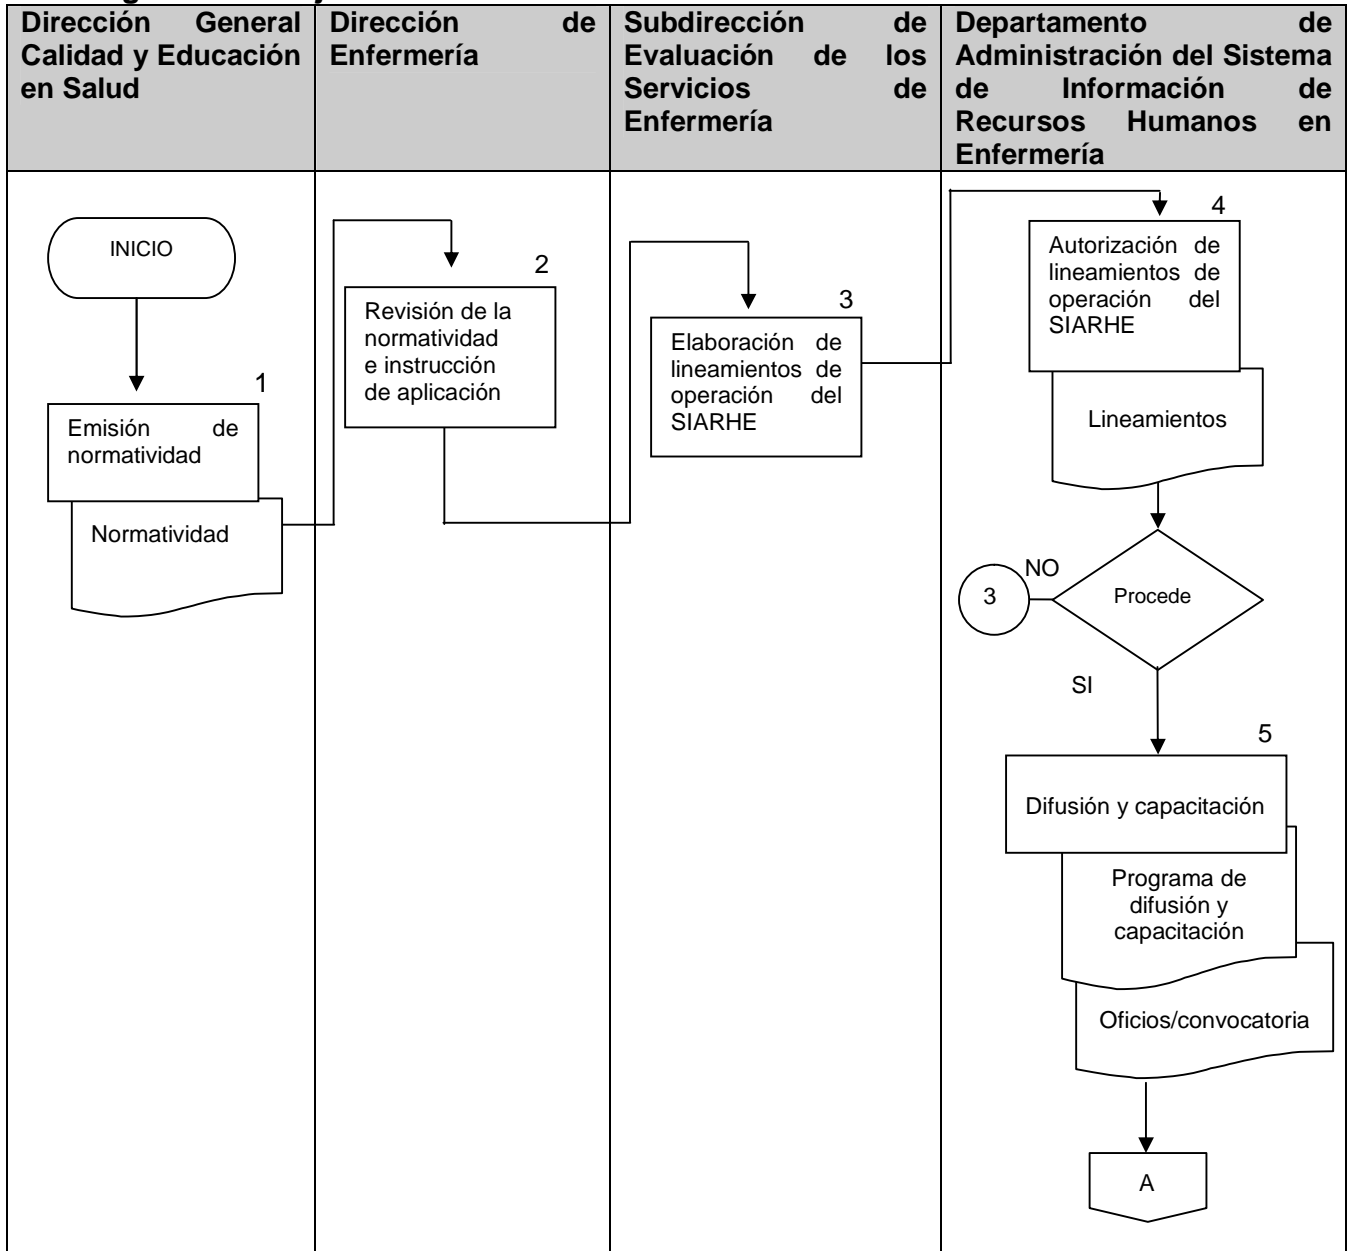 Dirección General
Calidad y Educación
en Salud
Dirección de
Enfermería
Subdirección de
Evaluación de los
Servicios de
Enfermería
Departamento de
Administración del Sistema
de Información de
Recursos Humanos en
Enfermería
INICIO
1
Emisión de
normatividad
Normatividad
2
Revisión de la
normatividad
e instrucción
de aplicación
3
Elaboración de
lineamientos de
operación del
SIARHE
4
Autorización de
lineamientos de
operación del
SIARHE
Lineamientos
NO
3
Procede
SI
5
Difusión y capacitación
Programa de
difusión y
capacitación
Oficios/convocatoria
A